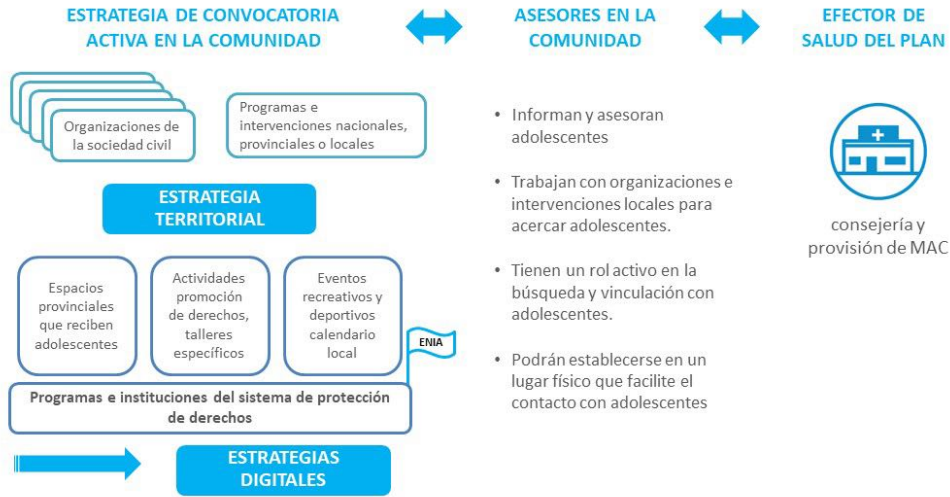 ESTRATEGIA DE CONVOCATORIA
ACTIVA EN LA COMUNIDAD
ASESORES EN LA
COMUNIDAD
EFECTOR DE
SALUD DEL PLAN
Organizaciones de
la sociedad civil
Programas e
intervenciones nacionales,
provinciales o locales
ESTRATEGIA
TERRITORIAL
Espacios
provinciales
que reciben
adolescentes
Actividades
promoción
de derechos,
talleres
específicos
Eventos
recreativos y
deportivos
calendario
local
ENIA
Programas e instituciones del sistema de protección
de derechos
ESTRATEGIAS
DIGITALES
• Informan y asesoran
adolescentes
• Trabajan con organizaciones e
intervenciones locales para
acercar adolescentes.
• Tienen un rol activo en la
búsqueda y vinculación con
adolescentes.
• Podrán establecerse en un
lugar físico que facilite el
contacto con adolescentes
consejería y
provisión de MAC